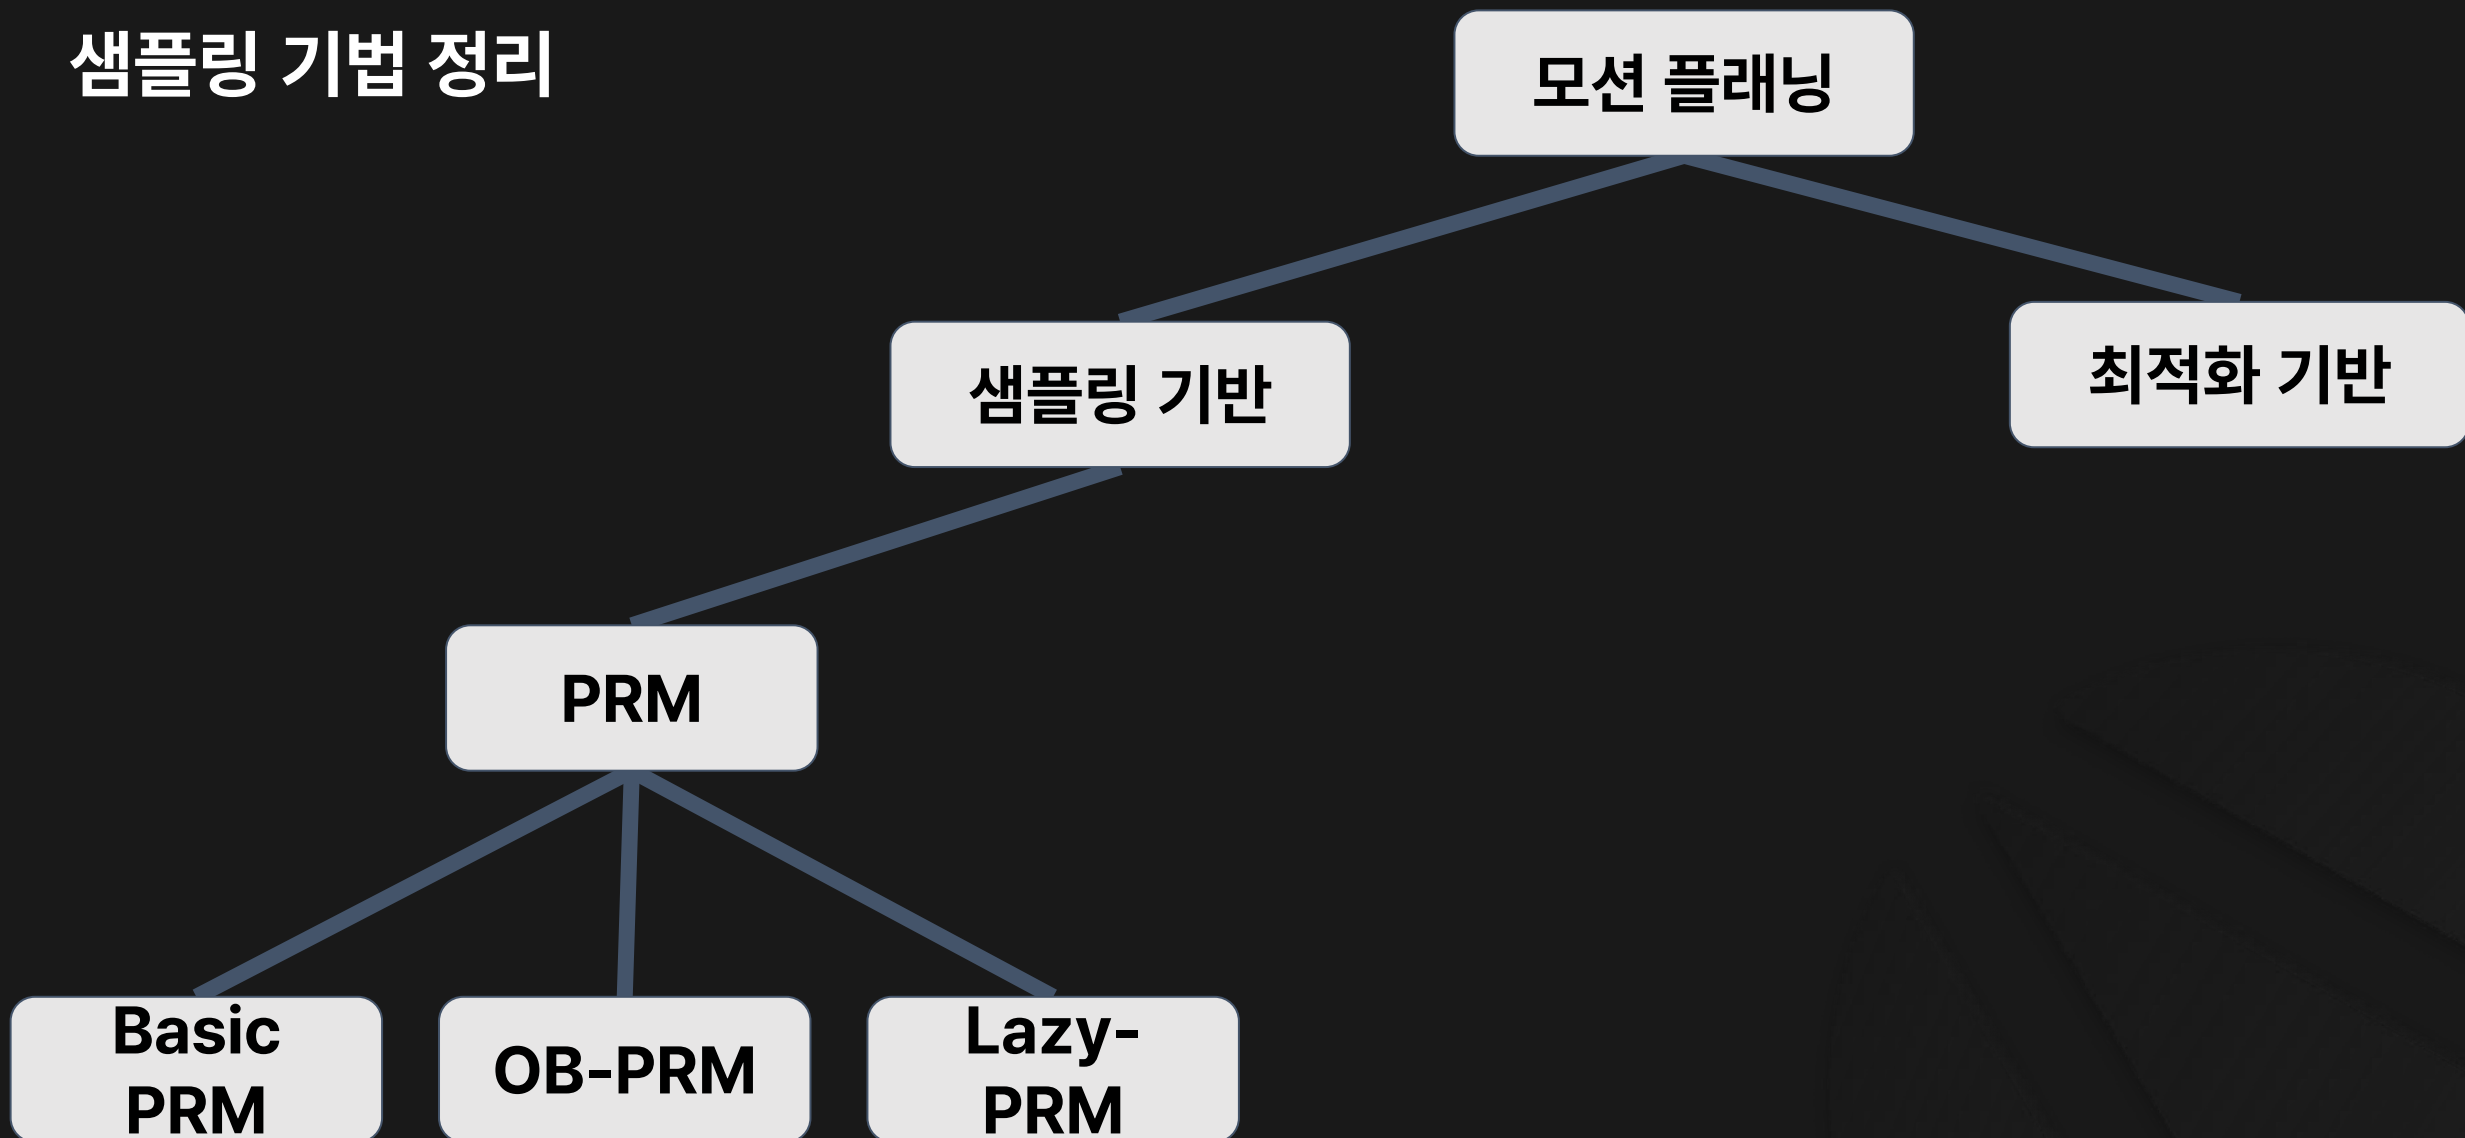 샘플링 기법 정리
모션 플래닝
샘플링 기반
최적화 기반
PRM
Basic
PRM
OB-PRM
Lazy-
PRM